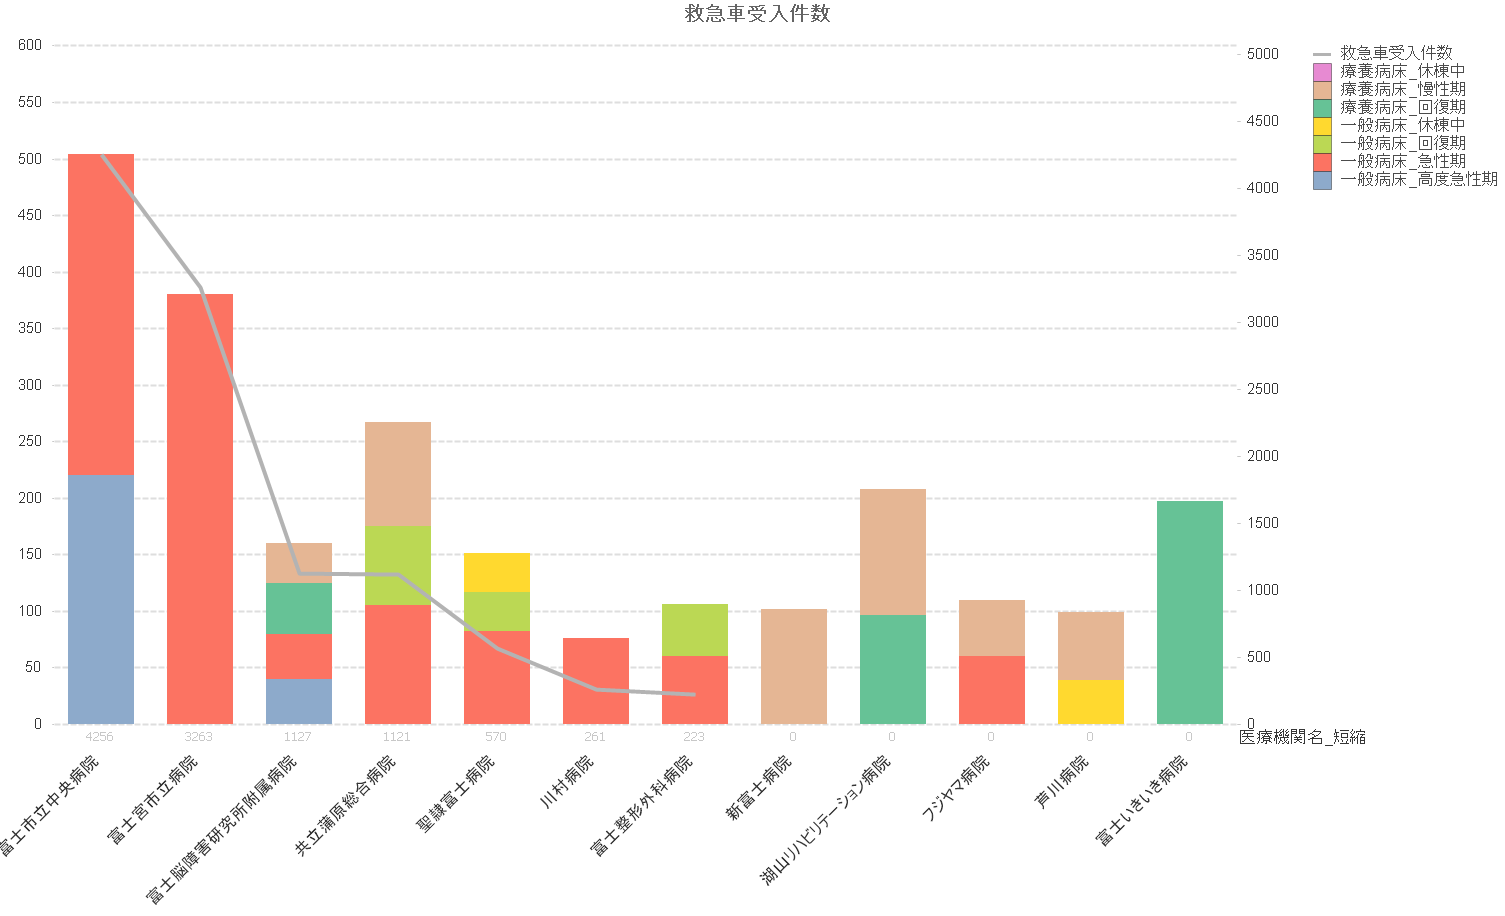 救急車受入件数
600
550
500
450
400
350
300
250
200
150
100
50
0
5000
4500
4000
3500
3000
2500
2000
1500
1000
500
0
救急車受入件数
療養病床_休棟中
療養病床_慢性期
療養病床_回復期
一般病床_休棟中
一般病床_回復期
一般病床_急性期
一般病床_高度急性期
4256 3263 1127 1121 570 261 223 0 0 0 0 0
医療機関名_短縮
富士市立中央病院
富士宮市立病院
富士脳障害研究所附属病院
共立蒲原総合病院
聖隷富士病院
川村病院
富士整形外科病院
新富士病院
湖山リハビリテーション病院
フジヤマ病院
芦川病院
富士いきいき病院